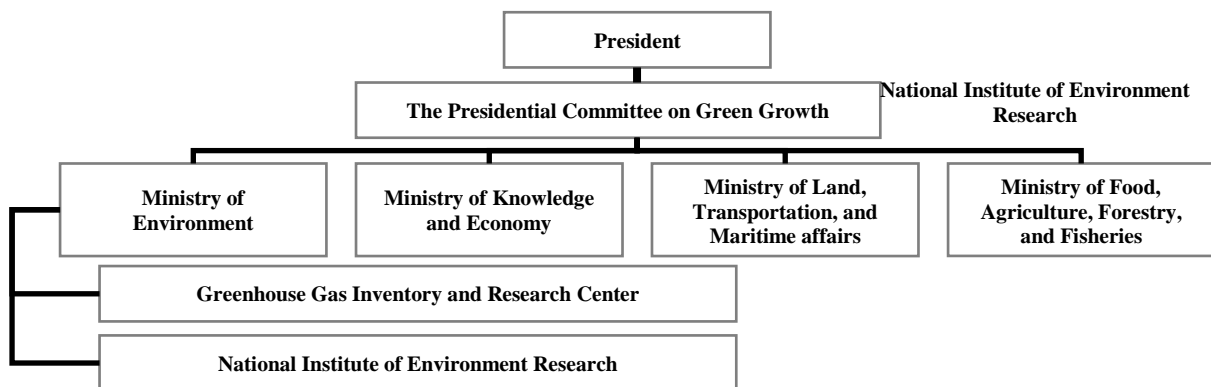 President
The Presidential Committee on Green Growth
National Institute of Environment
Research
Ministry of
Environment
Ministry of Knowledge
and Economy
Ministry of Land,
Transportation, and
Maritime affairs
Ministry of Food,
Agriculture, Forestry,
and Fisheries
Greenhouse Gas Inventory and Research Center
National Institute of Environment Research